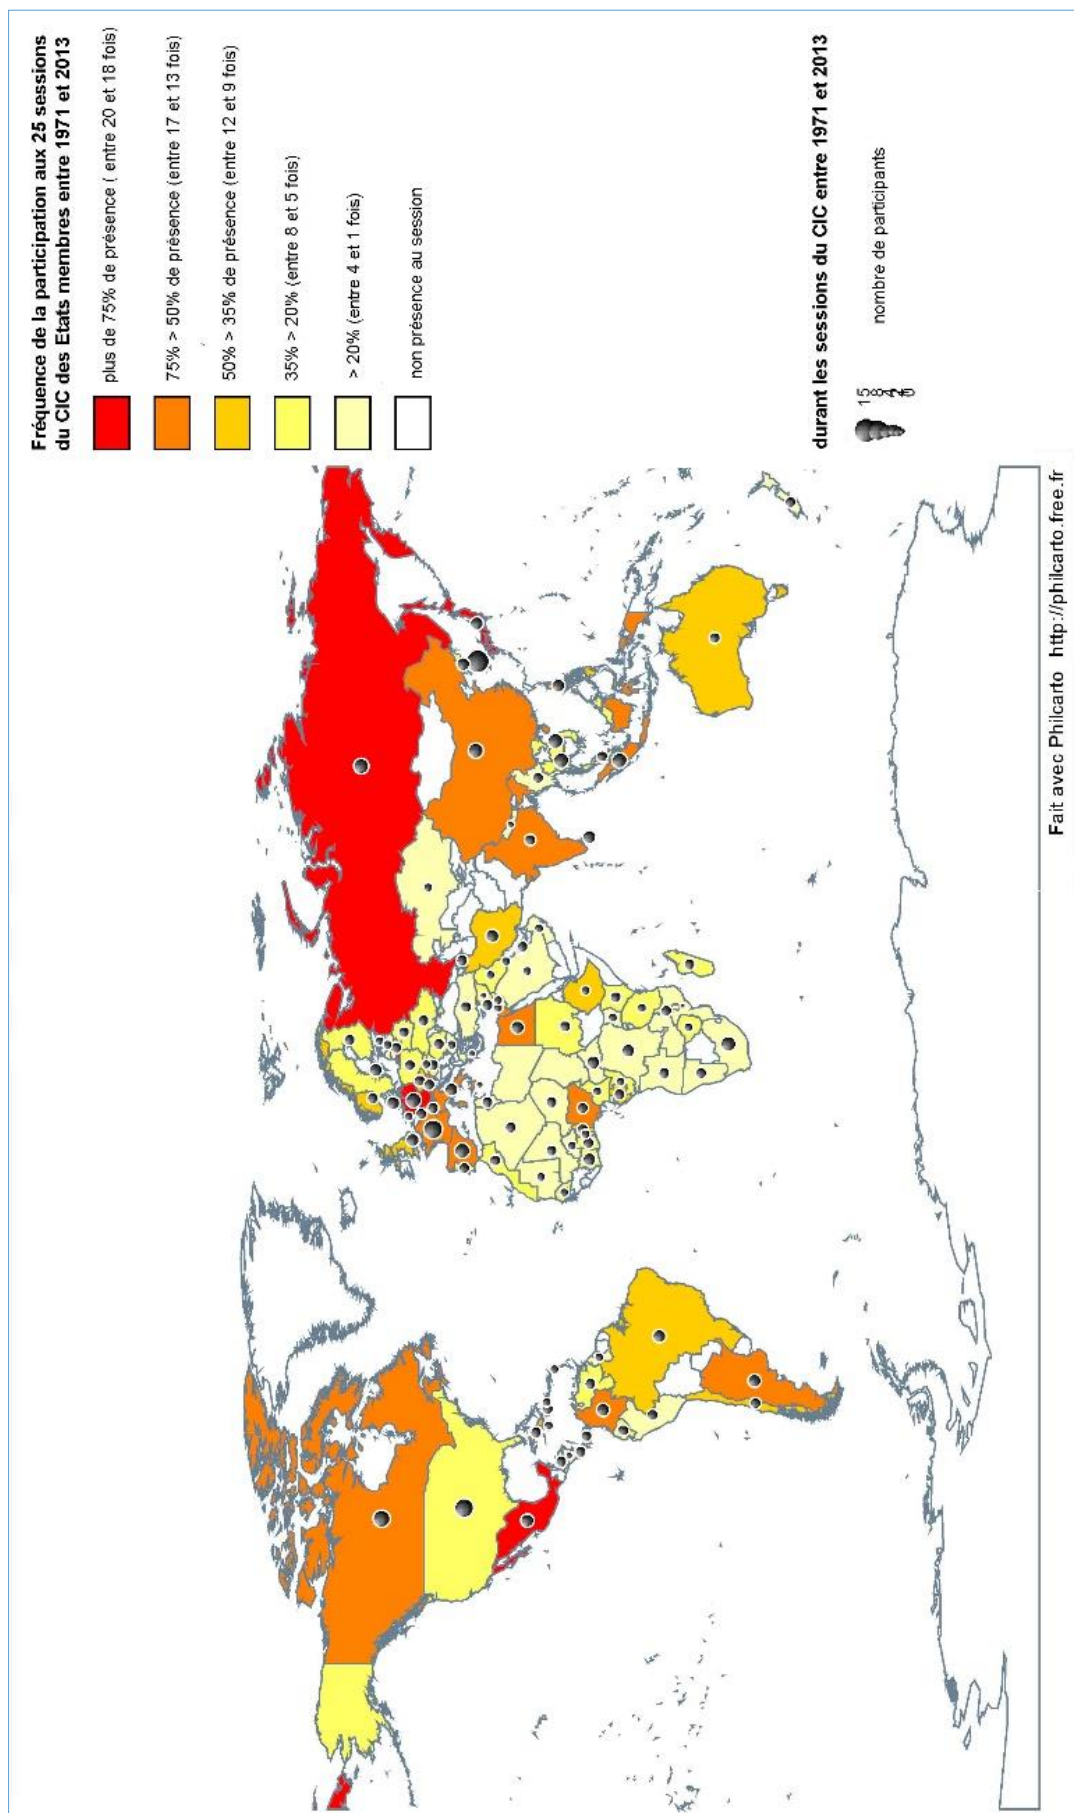 Fréquence de la participation aux 25 sessions
du CIC des Etats membres entre 1971 et 2013
plus de 75% de présence ( entre 20 et 18 fois)
75% > 50% de présence (entre 17 et 13 fois)
50% > 35% de présence (entre 12 et 9 fois)
35% > 20% (entre 8 et 5 fois)
> 20% (entre 4 et 1 fois)
non présence au session
durant les sessions du CIC entre 1971 et 2013
15
8
4
nombre de participants
Fait avec Philcarto http://philcarto.free.fr